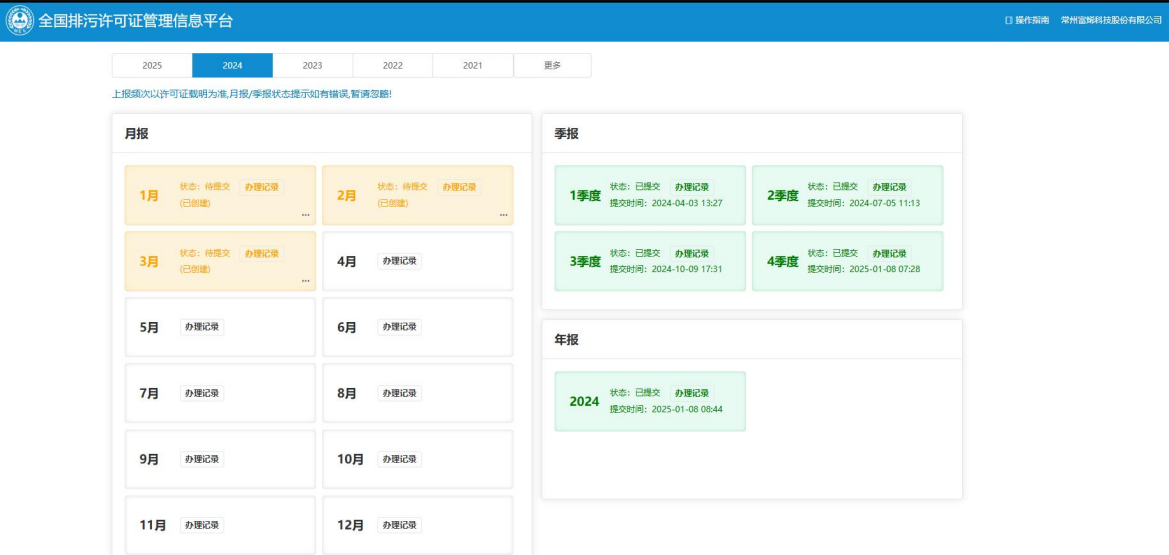 全国排污许可证管理信息平台
操作指南 常州富烯科技股份有限公司
2025 2024 2023 2022 2021 更多
上报频次以许可证载明为准,月报/季报状态提示如有错误,暂请忽略!
月报
1月 状态：待提交 办理记录
(已创建)
...
2月 状态：待提交 办理记录
(已创建)
...
3月 状态：待提交 办理记录
(已创建)
...
4月 办理记录
5月 办理记录
6月 办理记录
7月 办理记录
8月 办理记录
9月 办理记录
10月 办理记录
11月 办理记录
12月 办理记录
季报
1季度 状态：已提交 办理记录
提交时间：2024-04-03 13:27
2季度 状态：已提交 办理记录
提交时间：2024-07-05 11:13
3季度 状态：已提交 办理记录
提交时间：2024-10-09 17:31
4季度 状态：已提交 办理记录
提交时间：2025-01-08 07:28
年报
2024 状态：已提交 办理记录
提交时间：2025-01-08 08:44